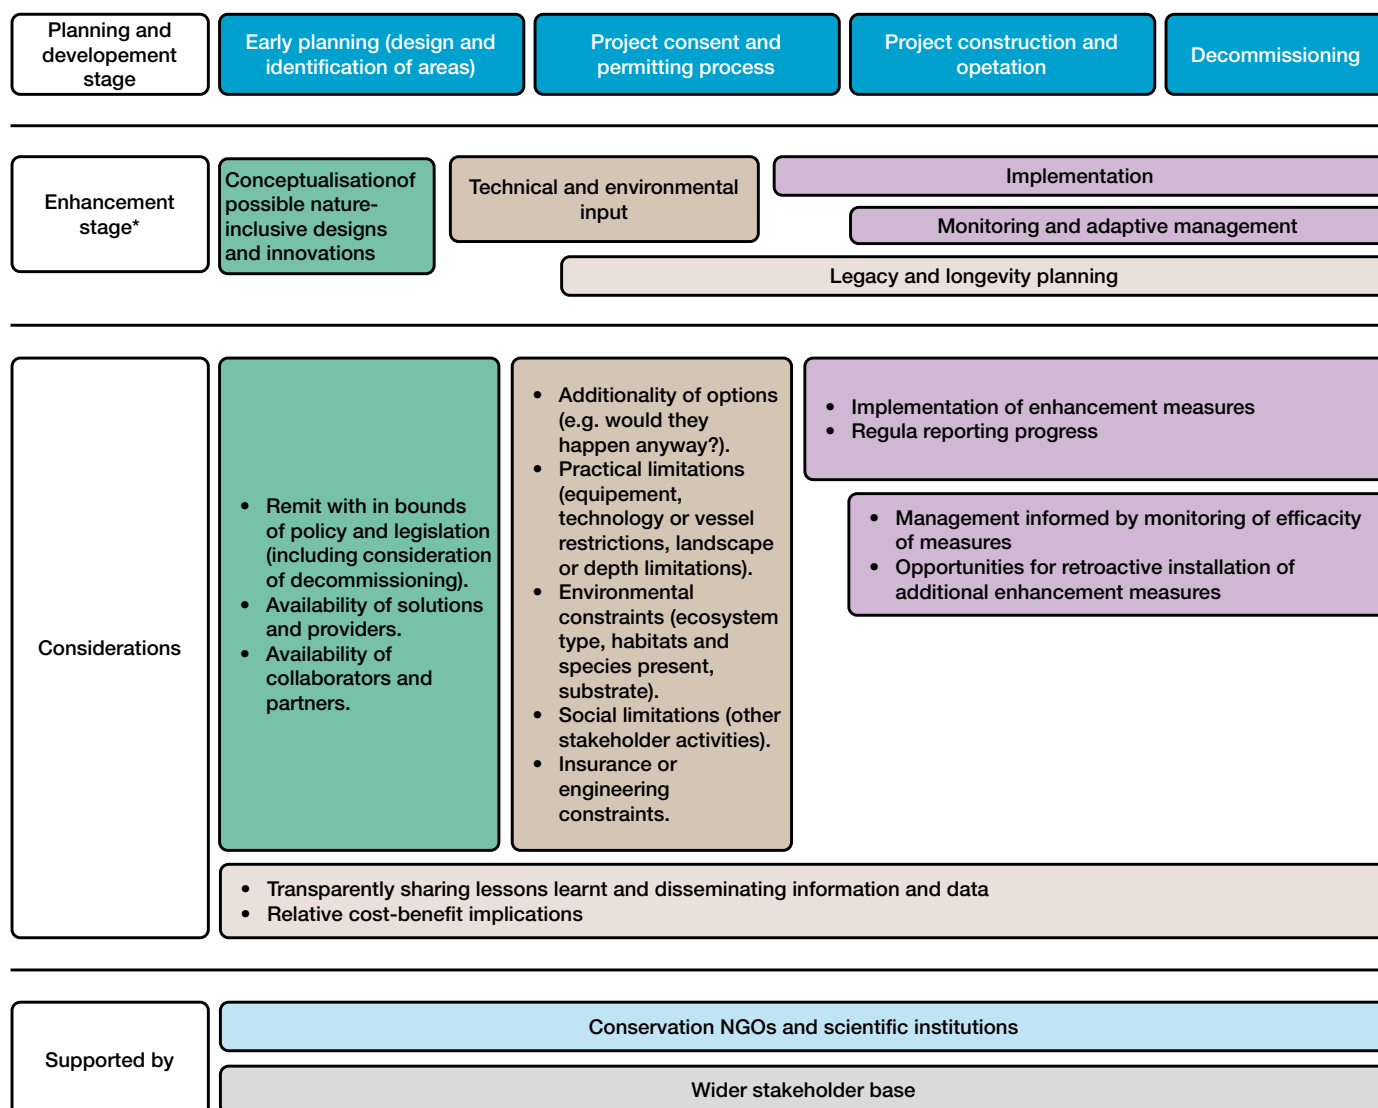 Planning and
developement
stage
Early planning (design and
identification of areas)
Project consent and
permitting process
Project construction and
opetation
Decommissioning
Enhancement
stage*
Conceptualisationof
possible nature-
inclusive designs
and innovations
Technical and environmental
input
Implementation
Monitoring and adaptive management
Legacy and longevity planning
Considerations
• Remit with in bounds
of policy and legislation
(including consideration
of decommissioning).
• Availability of solutions
and providers.
• Availability of
collaborators and
partners.
• Additionality of options
(e.g. would they
happen anyway?).
• Practical limitations
(equipement,
technology or vessel
restrictions, landscape
or depth limitations).
• Environmental
constraints (ecosystem
type, habitats and
species present,
substrate).
• Social limitations (other
stakeholder activities).
• Insurance or
engineering
constraints.
• Implementation of enhancement measures
• Regula reporting progress
• Management informed by monitoring of efficacity
of measures
• Opportunities for retroactive installation of
additional enhancement measures
• Transparently sharing lessons learnt and disseminating information and data
• Relative cost-benefit implications
Supported by
Conservation NGOs and scientific institutions
Wider stakeholder base